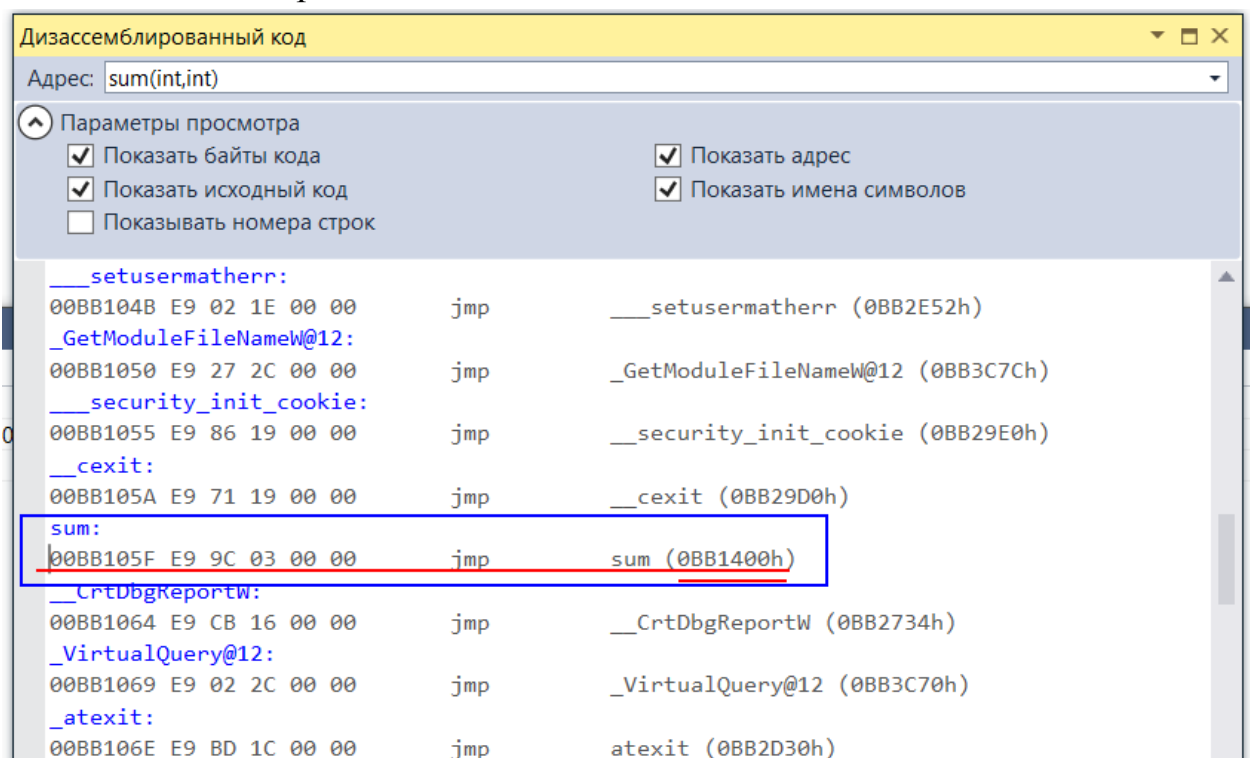 Дизассемблированный код
Адрес: sum(int,int)
Параметры просмотра
Показать байты кода Показать адрес
Показать исходный код Показать имена символов
Показывать номера строк
___setusermatherr:
00BB104B E9 02 1E 00 00 jmp ___setusermatherr (0BB2E52h)
_GetModuleFileNameW@12:
00BB1050 E9 27 2C 00 00 jmp _GetModuleFileNameW@12 (0BB3C7Ch)
___security_init_cookie:
00BB1055 E9 86 19 00 00 jmp __security_init_cookie (0BB29E0h)
__cexit:
00BB105A E9 71 19 00 00 jmp __cexit (0BB29D0h)
sum:
00BB105F E9 9C 03 00 00 jmp sum (0BB1400h)
__CrtDbgReportW:
00BB1064 E9 CB 16 00 00 jmp __CrtDbgReportW (0BB2734h)
_VirtualQuery@12:
00BB1069 E9 02 2C 00 00 jmp _VirtualQuery@12 (0BB3C70h)
_atexit:
00BB106E E9 BD 1C 00 00 jmp atexit (0BB2D30h)